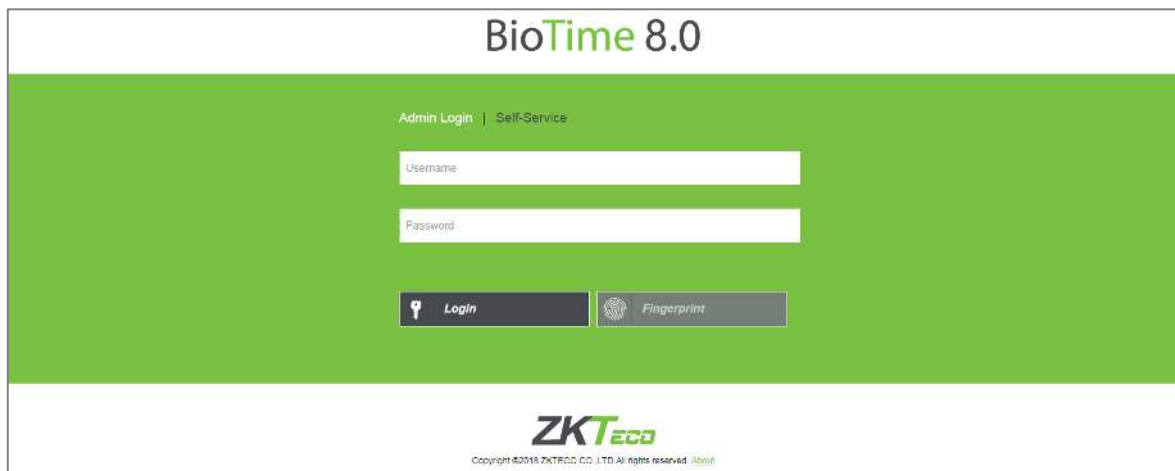 BioTime 8.0
Admin Login | Self-Service
Username
Password
Login Fingerprint
ZKTECO
Copyright ©2018 ZKTECO CO.,LTD All rights reserved. About